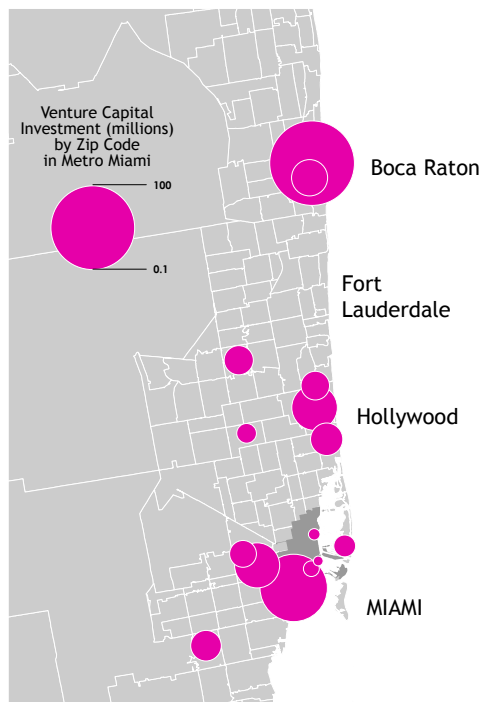 Venture Capital
Investment (millions)
by Zip Code
in Metro Miami
100
0.1
Boca Raton
Fort
Lauderdale
Hollywood
MIAMI